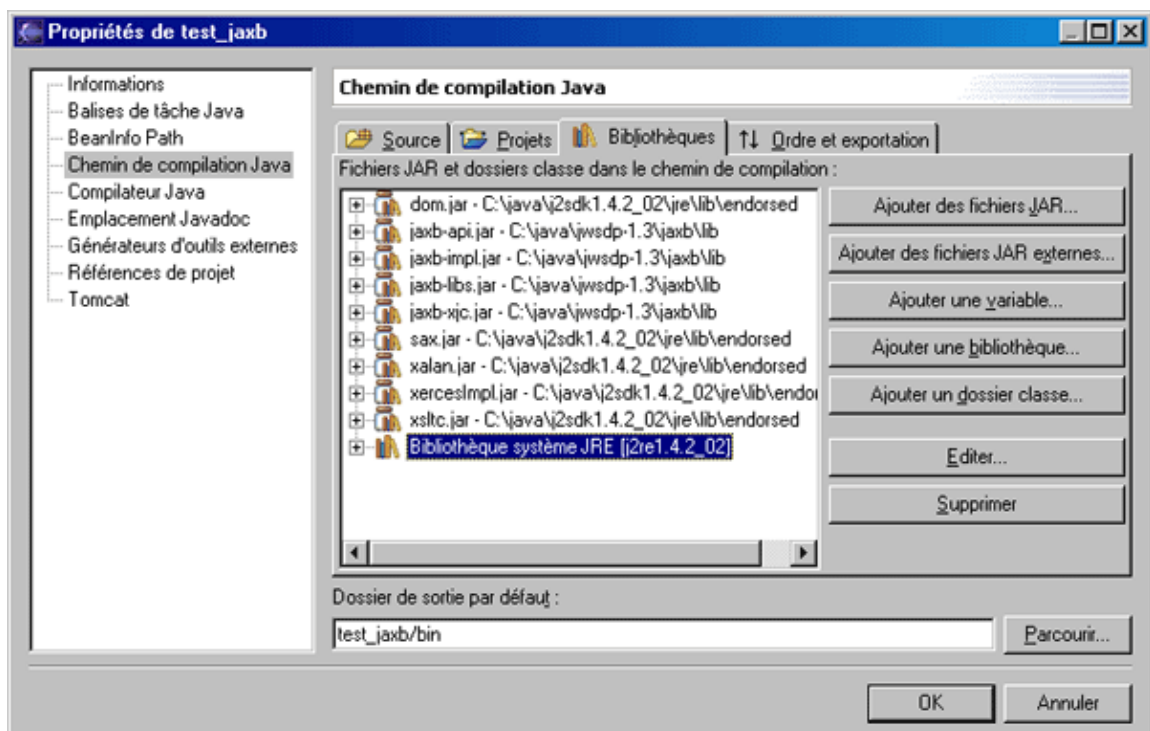 Propriétés de test_jaxb
Informations
Balises de tâche Java
BeanInfo Path
Chemin de compilation Java
Compilateur Java
Emplacement Javadoc
Générateurs d'outils externes
Références de projet
Tomcat
Chemin de compilation Java
Source Projets Bibliothèques Ordre et exportation
Fichiers JAR et dossiers classe dans le chemin de compilation :
dom.jar - C:\java\j2sdk1.4.2_02\jre\lib\endorsed
jaxb-api.jar - C:\java\jwsdp-1.3\jaxb\lib
jaxb-impl.jar - C:\java\jwsdp-1.3\jaxb\lib
jaxb-libs.jar - C:\java\jwsdp-1.3\jaxb\lib
jaxb-xjc.jar - C:\java\jwsdp-1.3\jaxb\lib
sax.jar - C:\java\j2sdk1.4.2_02\jre\lib\endorsed
xalan.jar - C:\java\j2sdk1.4.2_02\jre\lib\endorsed
xercesImpl.jar - C:\java\j2sdk1.4.2_02\jre\lib\endor
xsltc.jar - C:\java\j2sdk1.4.2_02\jre\lib\endorsed
Bibliothèque système JRE [j2re1.4.2_02]
Ajouter des fichiers JAR...
Ajouter des fichiers JAR externes...
Ajouter une variable...
Ajouter une bibliothèque...
Ajouter un dossier classe...
Editer...
Supprimer
Dossier de sortie par défaut :
test_jaxb/bin
Parcourir...
OK
Annuler